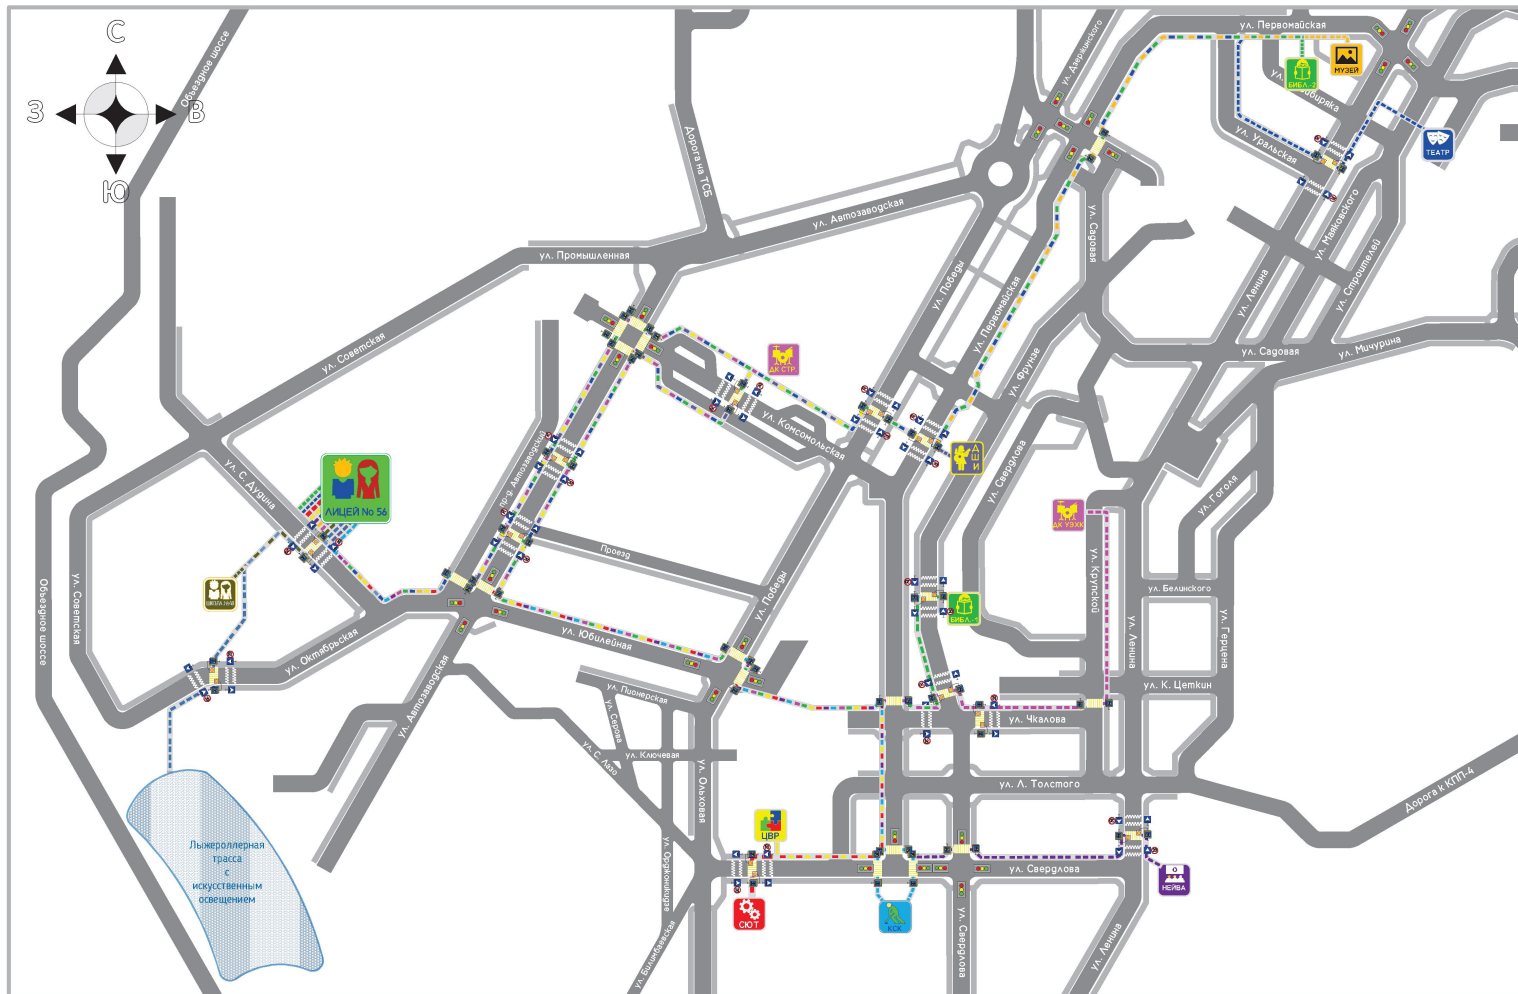 С
З
В
Ю
Объездное шоссе
ул. Первомайская
ул. Дзержинского
МУЗЕЙ
БИБЛ.-2
ул. Уральская
ТЕАТР
Дорога на ТСБ
ул. Автозаводская
ул. Садовая
ул. Маяковского
ул. Промышленная
ул. Победы
ул. Первомайская
ул. Ленина
ул. Строителей
ул. Советская
ДК СТР.
ул. Фрунзе
ул. Садовая
ул. Мичурина
ул. Комсомольская
ДШИ
ул. Свердлова
ул. Гоголя
ул. С. Дудина
ЛИЦЕЙ No 56
пр-д. Автозаводский
ДК УЭХК
Проезд
ул. Крупской
ул. Белинского
Объездное шоссе
ул. Советская
ул. Октябрьская
ул. Юбилейная
ул. Победы
БИБЛ.-1
ул. Ленина
ул. Герцена
ул. Автозаводская
ул. Пионерская
ул. Серова
ул. С. Лазо
ул. Ключевая
ул. К. Цеткин
ул. Чкалова
ул. Ольховая
ул. Л. Толстого
Дорога к КПП-4
Лыжероллерная
трасса
с
искусственным
освещением
ЦВР
ул. Орджоникидзе
ул. Свердлова
НЕЙВА
СЮТ
КСК
ул. Билимбаевская
ул. Свердлова
ул. Ленина